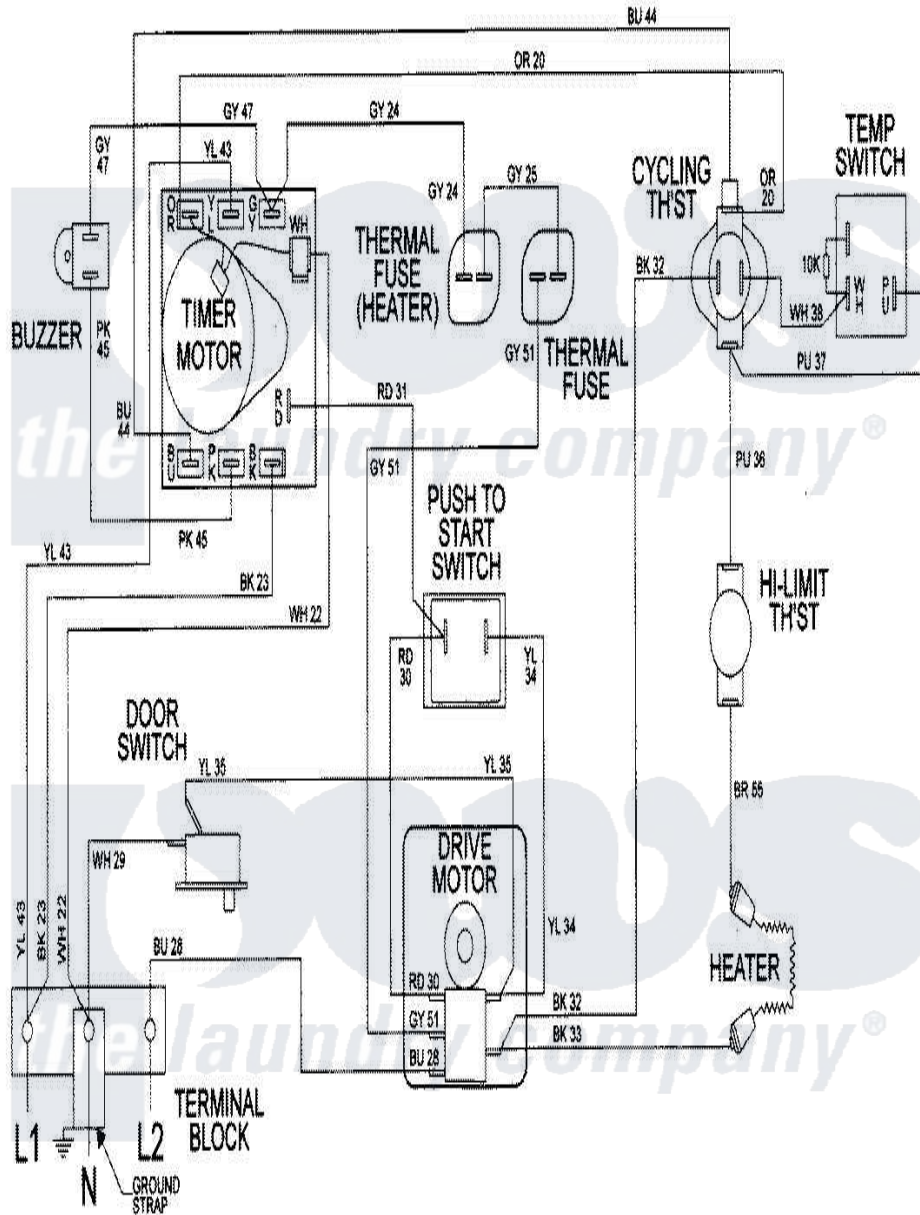 BU 44
OR 20
GY 47
GY 24
GY
47
YL 43
TEMP
SWITCH
CYCLING
TH'ST
OR
20
GY 24
GY 25
O
R
Y
L
G
Y
WH
THERMAL
FUSE
(HEATER)
BK 32
10K
W
H
P
U
WH 38
BUZZER
PK
45
TIMER
MOTOR
GY 51
THERMAL
FUSE
PU 37
RD 31
R
D
BU
44
the laundry company®
B
U
P
K
B
K
GY 51
PU 36
PUSH TO
START
SWITCH
PK 45
YL 43
BK 23
WH 22
HI-LIMIT
TH'ST
RD
30
YL
34
DOOR
SWITCH
YL 35
YL 35
BR 55
WH 29
DRIVE
MOTOR
YL 43
BK 23
WH 22
YL 34
BU 28
HEATER
RD 30
BK 32
GY 51
BK 33
the laundry company®
BU 28
TERMINAL
BLOCK
L1
N
L2
GROUND
STRAP